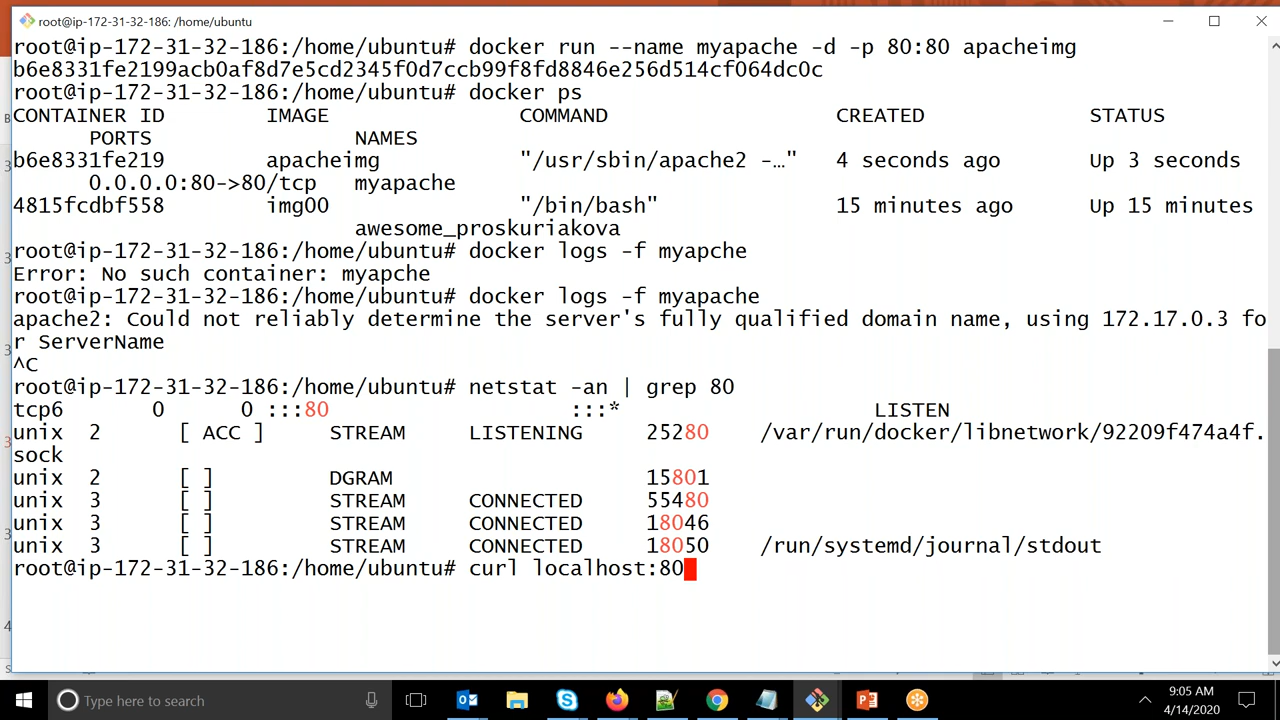 root@ip-172-31-32-186: /home/ubuntu
root@ip-172-31-32-186:/home/ubuntu# docker run --name myapache -d -p 80:80 apacheimg
b6e8331fe2199acb0af8d7e5cd2345f0d7ccb99f8fd8846e256d514cf064dc0c
root@ip-172-31-32-186:/home/ubuntu# docker ps
CONTAINER ID        IMAGE               COMMAND                  CREATED             STATUS
      PORTS                NAMES
b6e8331fe219        apacheimg           "/usr/sbin/apache2 -…"   4 seconds ago       Up 3 seconds
      0.0.0.0:80->80/tcp   myapache
4815fcdbf558        img00               "/bin/bash"              15 minutes ago      Up 15 minutes
                           awesome_proskuriakova
root@ip-172-31-32-186:/home/ubuntu# docker logs -f myapche
Error: No such container: myapche
root@ip-172-31-32-186:/home/ubuntu# docker logs -f myapache
apache2: Could not reliably determine the server's fully qualified domain name, using 172.17.0.3 fo
r ServerName
^C
root@ip-172-31-32-186:/home/ubuntu# netstat -an | grep 80
tcp6       0      0 :::80                   :::*                    LISTEN
unix  2      [ ACC ]     STREAM     LISTENING     25280    /var/run/docker/libnetwork/92209f474a4f.
sock
unix  2      [ ]         DGRAM                    15801
unix  3      [ ]         STREAM     CONNECTED     55480
unix  3      [ ]         STREAM     CONNECTED     18046
unix  3      [ ]         STREAM     CONNECTED     18050    /run/systemd/journal/stdout
root@ip-172-31-32-186:/home/ubuntu# curl localhost:80
Type here to search
9:05 AM
4/14/2020